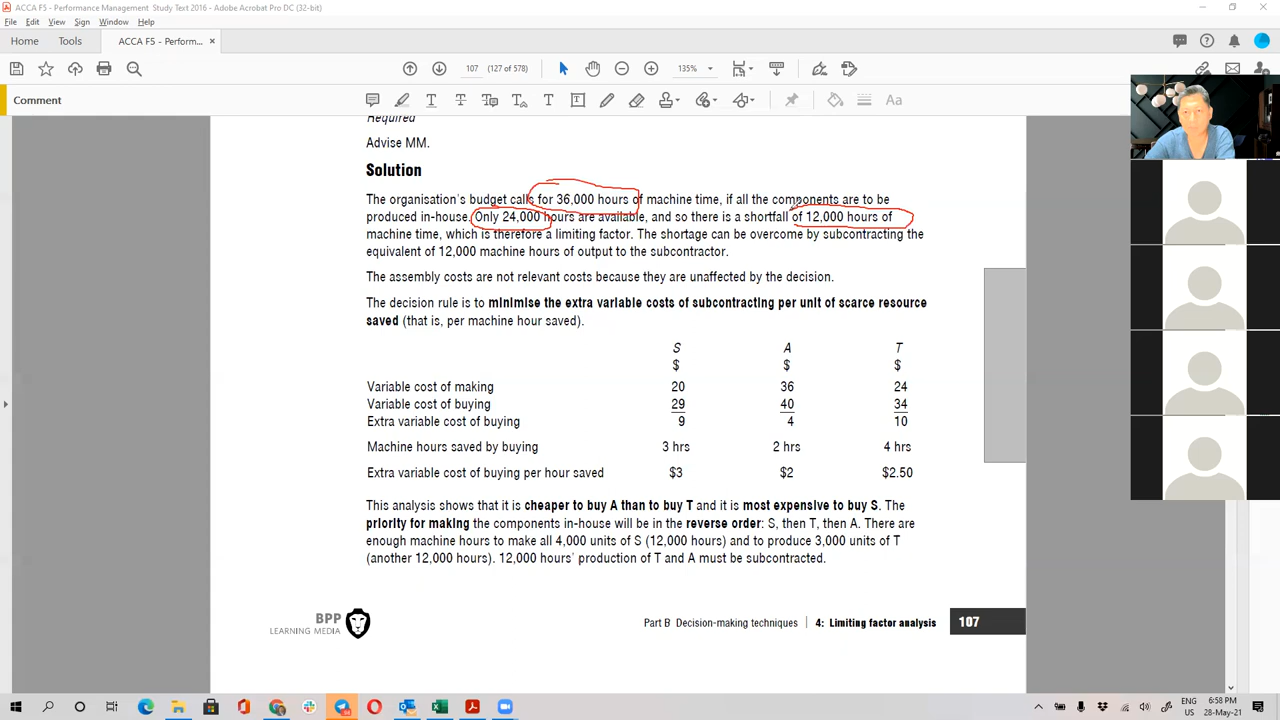 ACCA F5 - Performance Management Study Text 2016 - Adobe Acrobat Pro DC (32-bit)
File Edit View Sign Window Help
Home Tools ACCA F5 - Perform... ×
107 (127 of 578) 135%
Comment
Required
Advise MM.
Solution
The organisation's budget calls for 36,000 hours of machine time, if all the components are to be
produced in-house. Only 24,000 hours are available, and so there is a shortfall of 12,000 hours of
machine time, which is therefore a limiting factor. The shortage can be overcome by subcontracting the
equivalent of 12,000 machine hours of output to the subcontractor.
The assembly costs are not relevant costs because they are unaffected by the decision.
The decision rule is to minimise the extra variable costs of subcontracting per unit of scarce resource
saved (that is, per machine hour saved).
S A T
$ $ $
Variable cost of making 20 36 24
Variable cost of buying 29 40 34
Extra variable cost of buying 9 4 10
Machine hours saved by buying 3 hrs 2 hrs 4 hrs
Extra variable cost of buying per hour saved $3 $2 $2.50
This analysis shows that it is cheaper to buy A than to buy T and it is most expensive to buy S. The
priority for making the components in-house will be in the reverse order: S, then T, then A. There are
enough machine hours to make all 4,000 units of S (12,000 hours) and to produce 3,000 units of T
(another 12,000 hours). 12,000 hours' production of T and A must be subcontracted.
BPP
LEARNING MEDIA
Part B Decision-making techniques | 4: Limiting factor analysis 107
ENG
US
6:58 PM
28-May-21